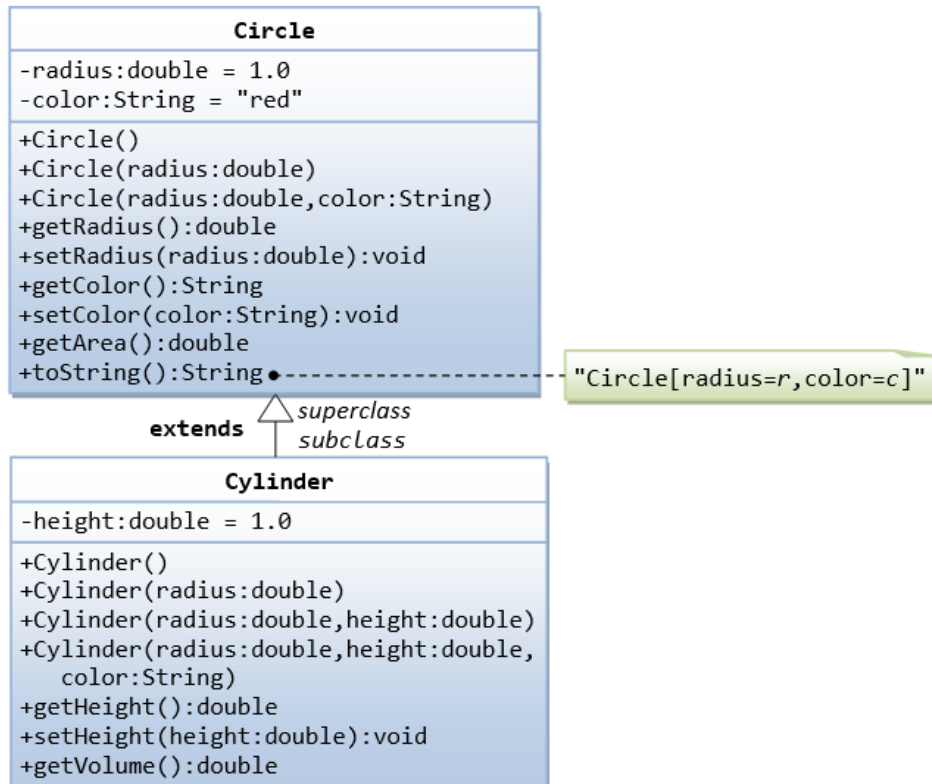 Circle
-radius:double = 1.0
-color:String = "red"
+Circle()
+Circle(radius:double)
+Circle(radius:double,color:String)
+getRadius():double
+setRadius(radius:double):void
+getColor():String
+setColor(color:String):void
+getArea():double
+toString():String
"Circle[radius=r,color=c]"
superclass
extends
subclass
Cylinder
-height:double = 1.0
+Cylinder()
+Cylinder(radius:double)
+Cylinder(radius:double,height:double)
+Cylinder(radius:double,height:double,
color:String)
+getHeight():double
+setHeight(height:double):void
+getVolume():double